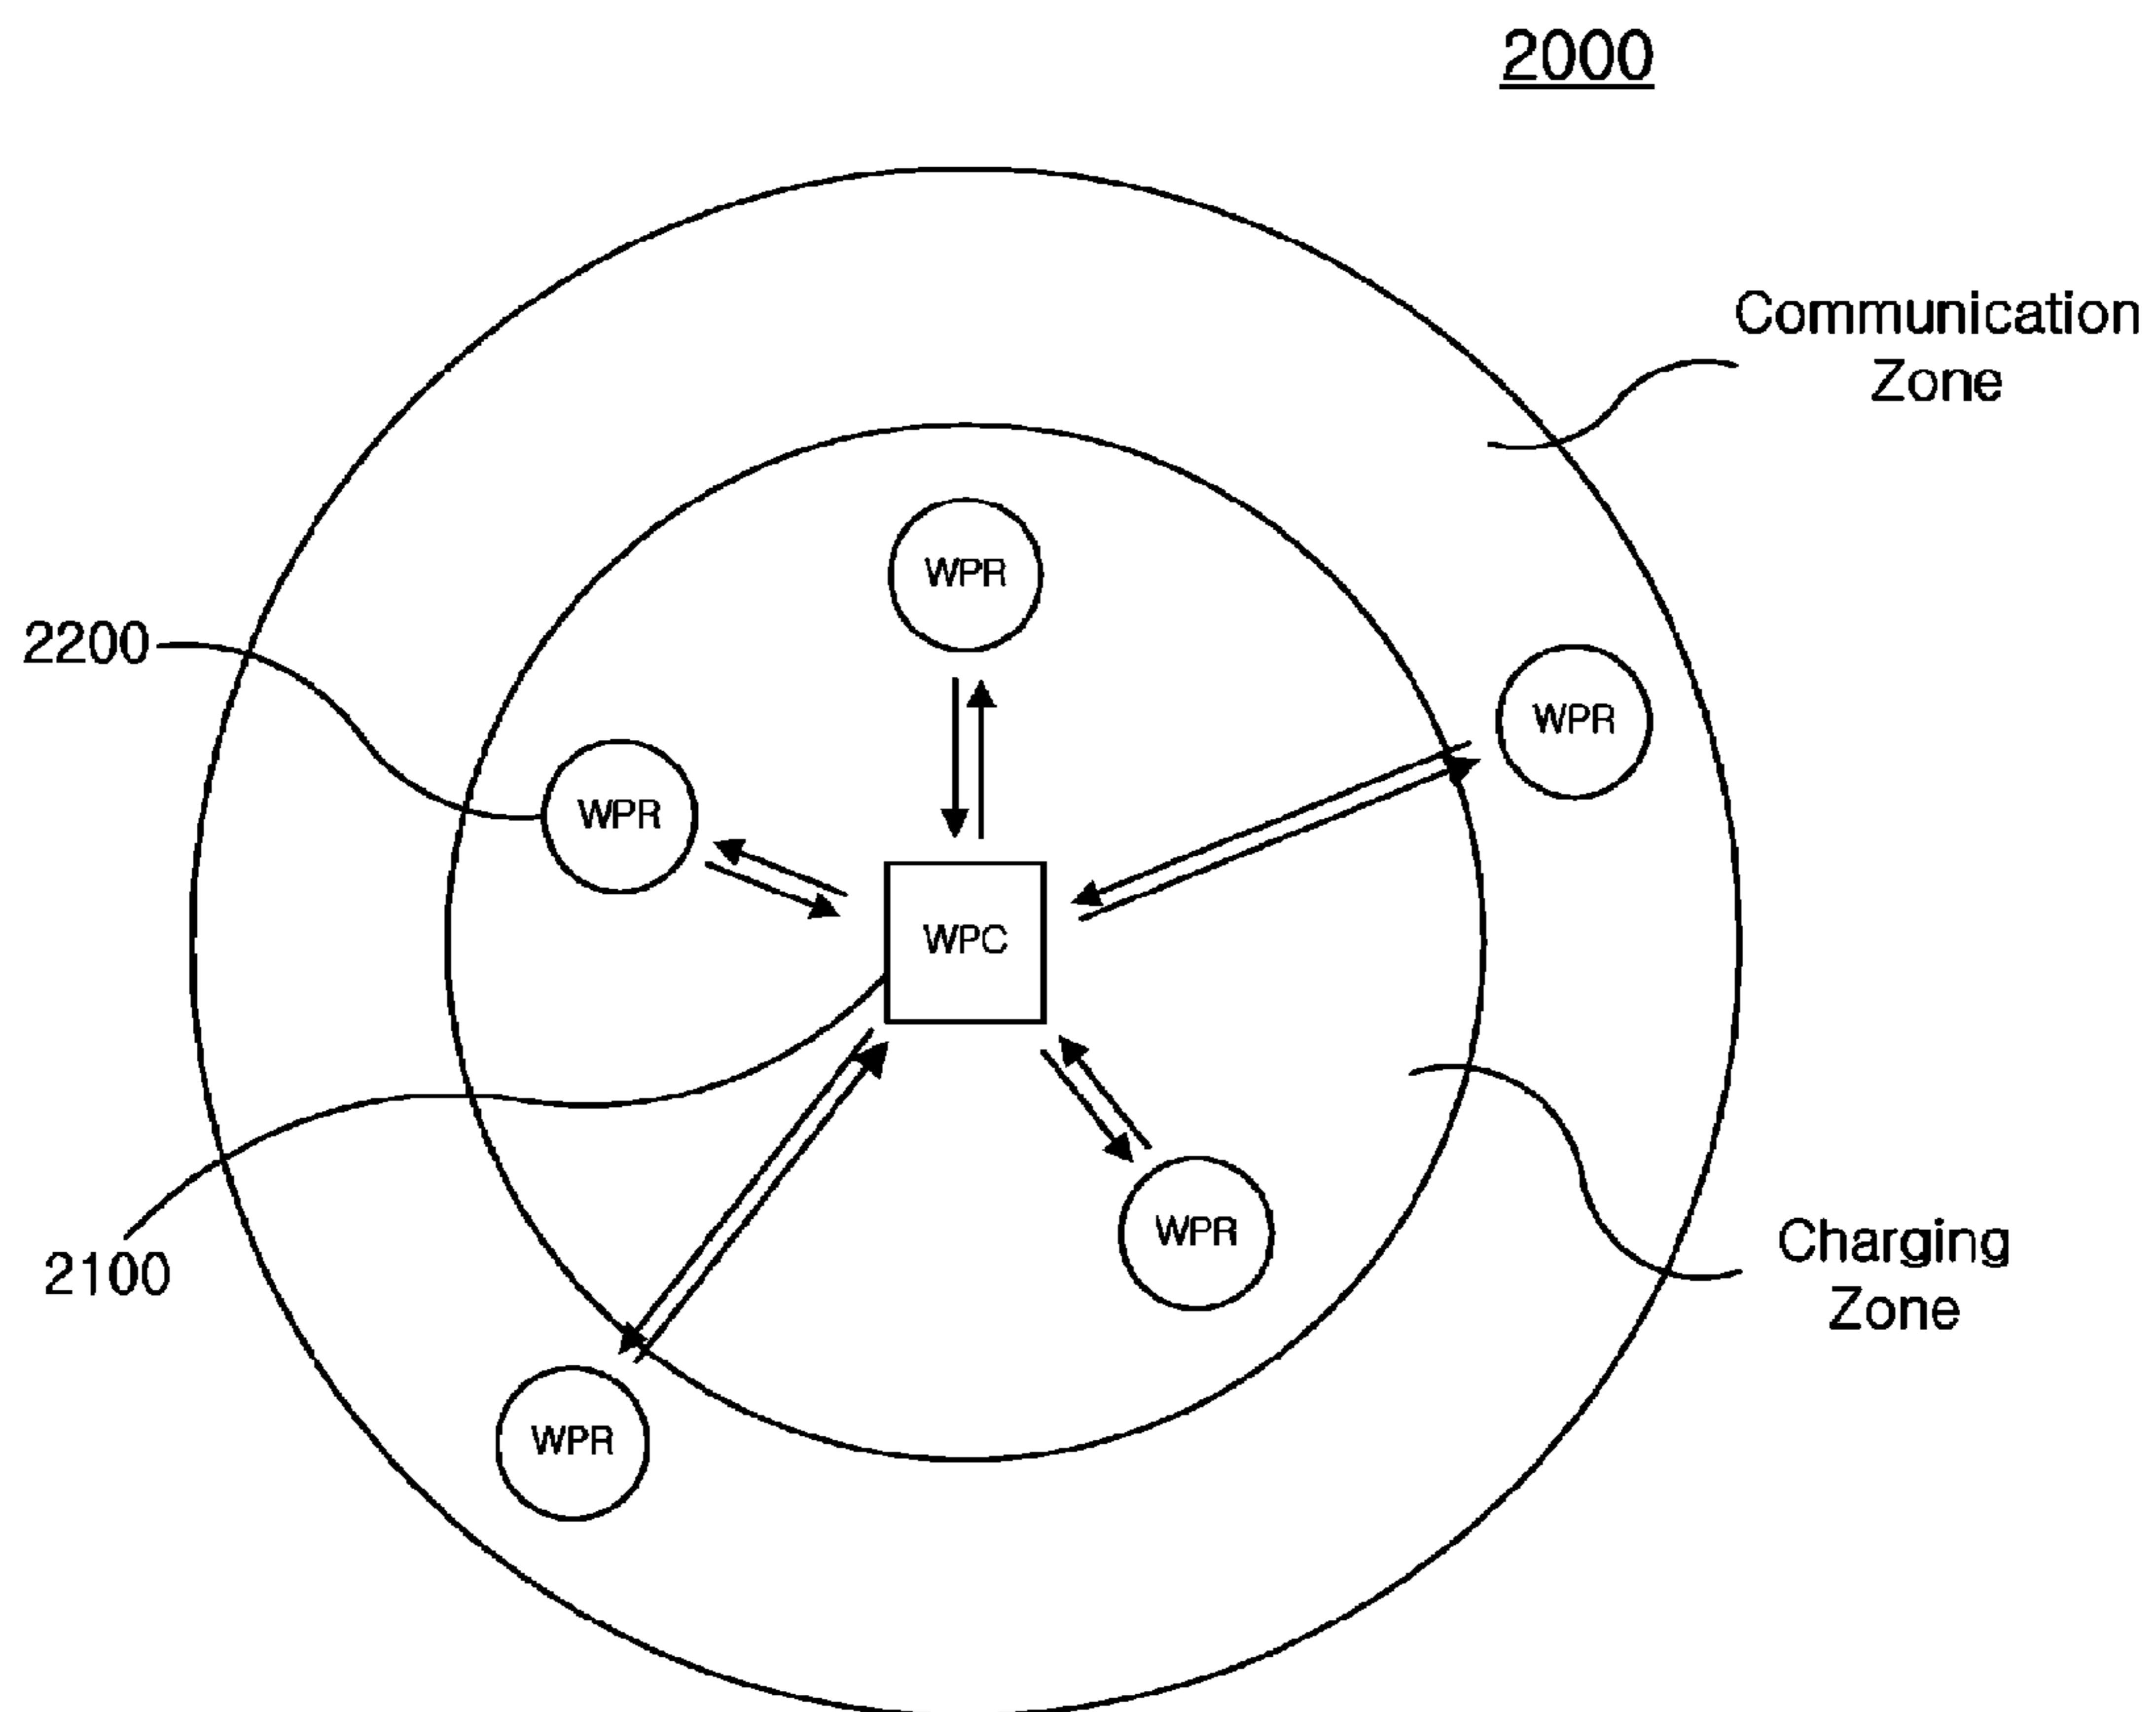 2000
Communication
Zone
WPR
2200
WPR
WPR
WPC
WPR
2100
Charging
Zone
WPR